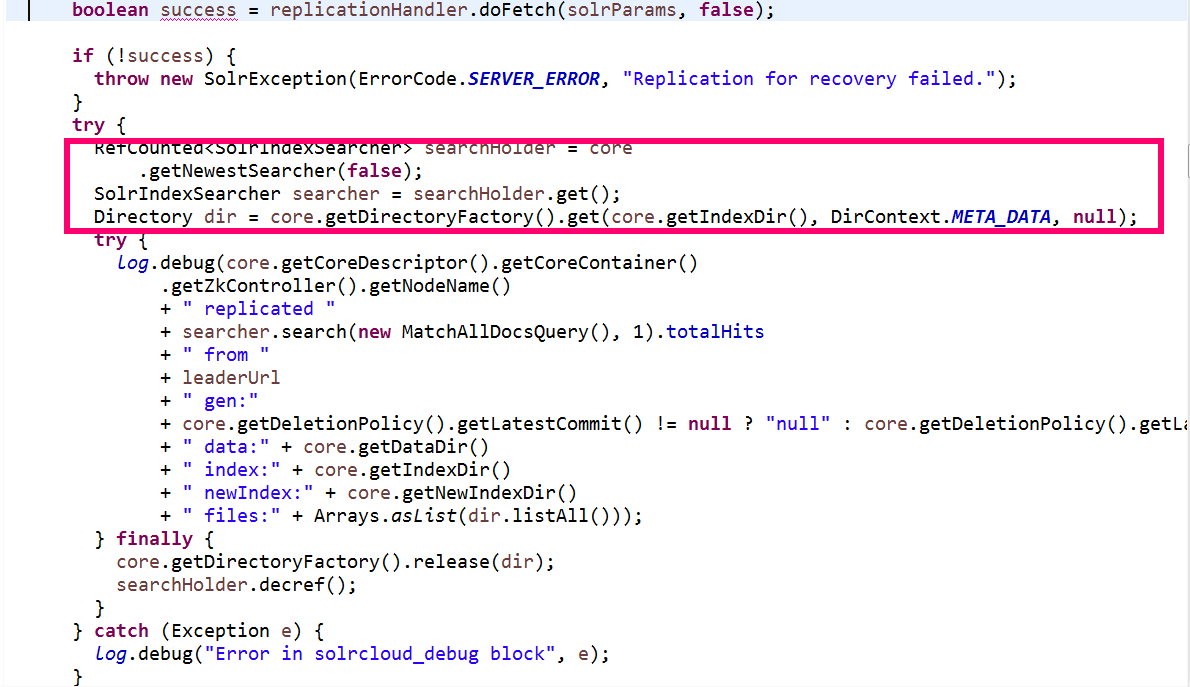 boolean success = replicationHandler.doFetch(solrParams, false);
if (!success) {
throw new SolrException(ErrorCode.SERVER_ERROR, "Replication for recovery failed.");
}
try {
RefCounted<SolrIndexSearcher> searchHolder = core
.getNewestSearcher(false);
SolrIndexSearcher searcher = searchHolder.get();
Directory dir = core.getDirectoryFactory().get(core.getIndexDir(), DirContext.META_DATA, null);
try {
log.debug(core.getCoreDescriptor().getCoreContainer()
.getZkController().getNodeName()
+ " replicated "
+ searcher.search(new MatchAllDocsQuery(), 1).totalHits
+ " from "
+ leaderUrl
+ " gen:"
+ core.getDeletionPolicy().getLatestCommit() != null ? "null" : core.getDeletionPolicy().getLa
+ " data:" + core.getDataDir()
+ " index:" + core.getIndexDir()
+ " newIndex:" + core.getNewIndexDir()
+ " files:" + Arrays.asList(dir.listAll()));
} finally {
core.getDirectoryFactory().release(dir);
searchHolder.decref();
}
} catch (Exception e) {
log.debug("Error in solrcloud_debug block", e);
}